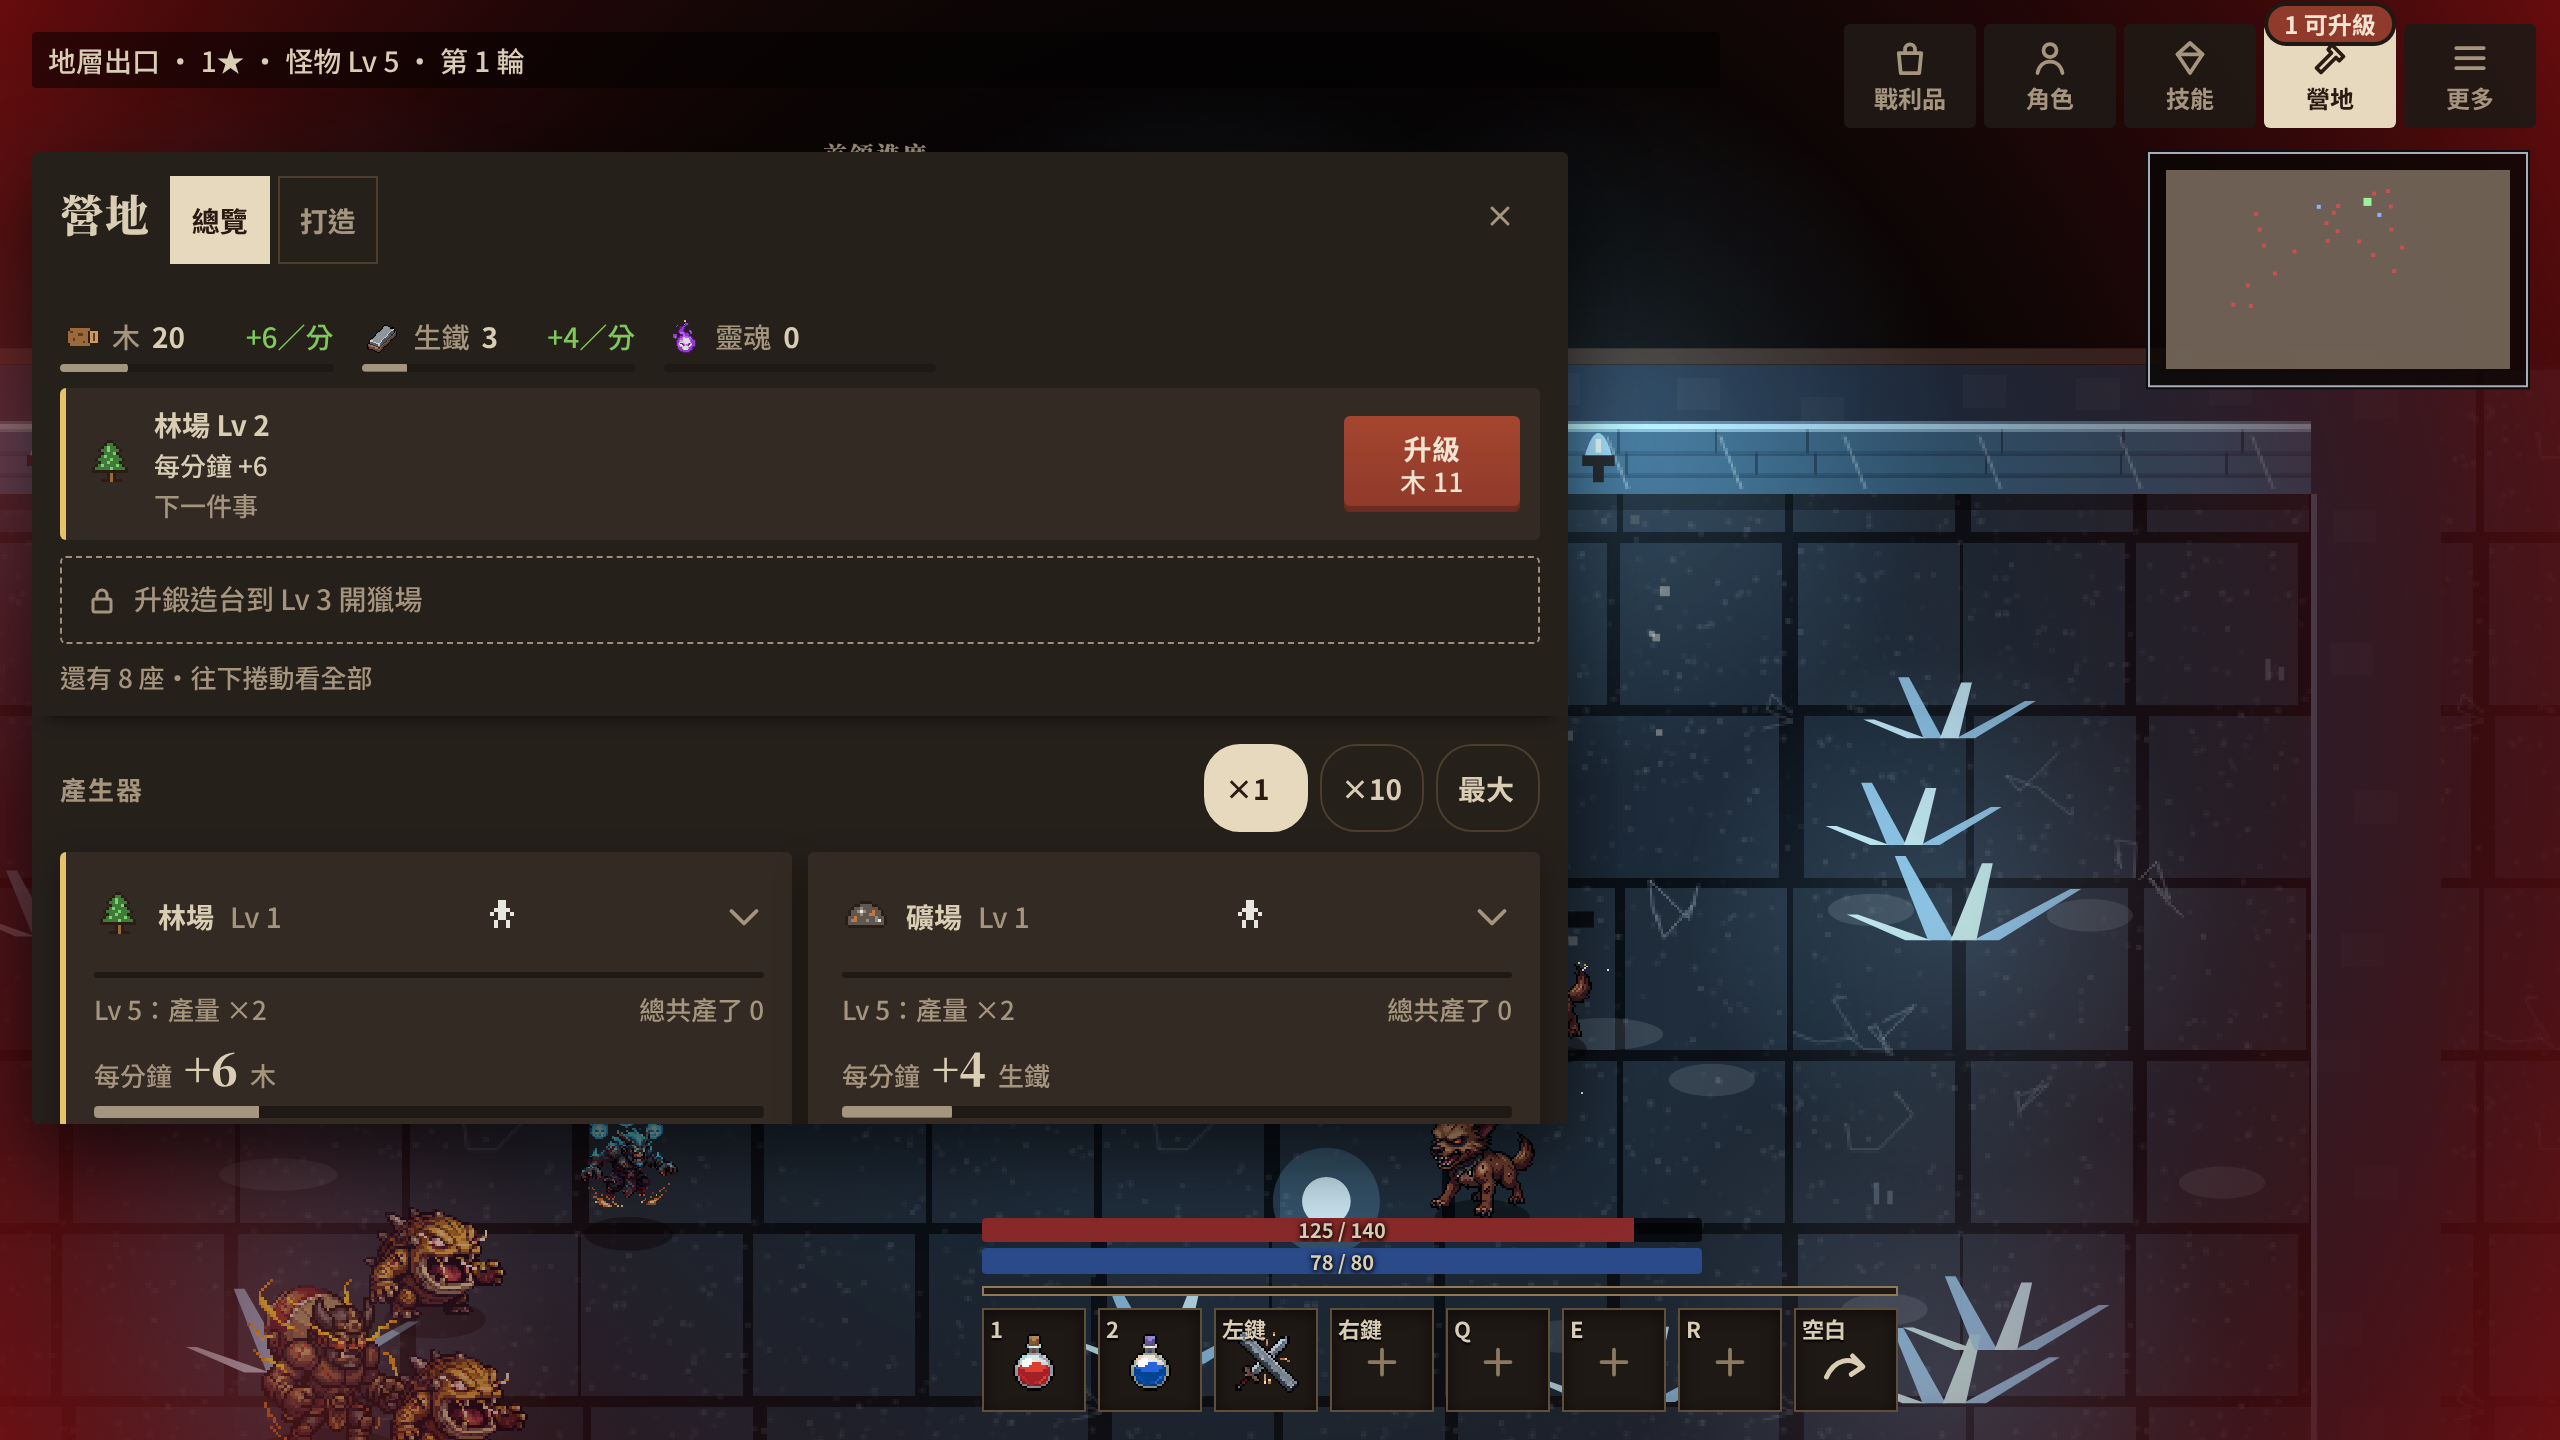 地層出口 · 1★ · 怪物 Lv 5 · 第 1 輪
戰利品
角色
技能
1 可升級
營地
更多
營地
總覽
打造
×
木 20 +6／分
生鐵 3 +4／分
靈魂 0
林場 Lv 2
每分鐘 +6
下一件事
升級
木 11
升鍛造台到 Lv 3 開獵場
還有 8 座·往下捲動看全部
產生器
×1
×10
最大
林場 Lv 1
Lv 5：產量 ×2 總共產了 0
每分鐘 +6 木
礦場 Lv 1
Lv 5：產量 ×2 總共產了 0
每分鐘 +4 生鐵
125 / 140
78 / 80
1
2
左鍵
右鍵
Q
E
R
空白